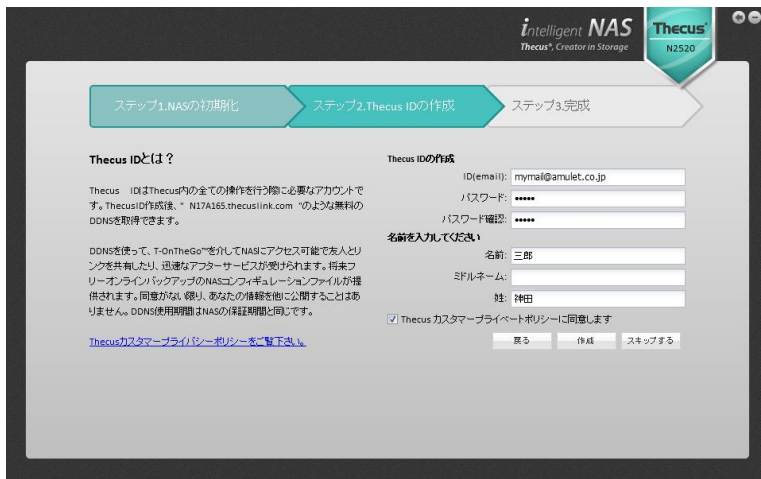 intelligent NAS
Thecus®, Creator in Storage
Thecus®
N2520
ステップ1.NASの初期化
ステップ2.Thecus IDの作成
ステップ3.完成
Thecus IDとは？
Thecus IDはThecus内の全ての操作を行う際に必要なアカウントで
す。ThecusID作成後、" N17A165.thecuslink.com "のような無料の
DDNSを取得できます。
DDNSを使って、T-OnTheGo™を介してNASにアクセス可能で友人とリ
ンクを共有したり、迅速なアフターサービスが受けられます。将来フ
リーオンラインバックアップのNASコンフィギュレーションファイルが提
供されます。同意がない限り、あなたの情報を他に公開することはあ
りません。DDNS使用期間はNASの保証期間と同じです。
Thecusカスタマープライバシーポリシーをご覧下さい。
Thecus IDの作成
ID(email): mymail@amulet.co.jp
パスワード: •••••
パスワード確認: •••••
名前を入力してください
名前: 三郎
ミドルネーム:
姓: 神田
Thecus カスタマープライベートポリシーに同意します
戻る
作成
スキップする